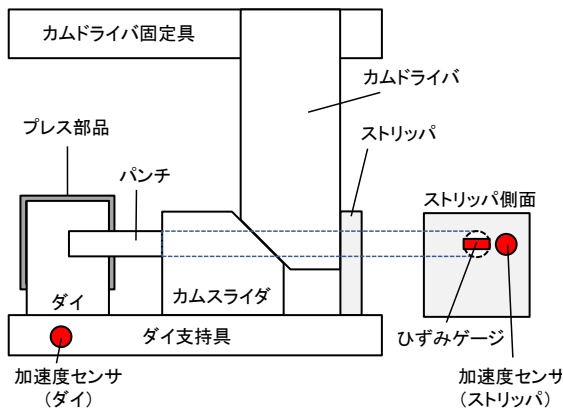 カムドライバ固定具
カムドライバ
プレス部品
ストリッパ
パンチ
ストリッパ側面
ダイ
カムスライダ
ダイ支持具
ひずみゲージ
加速度センサ
(ダイ)
加速度センサ
(ストリッパ)